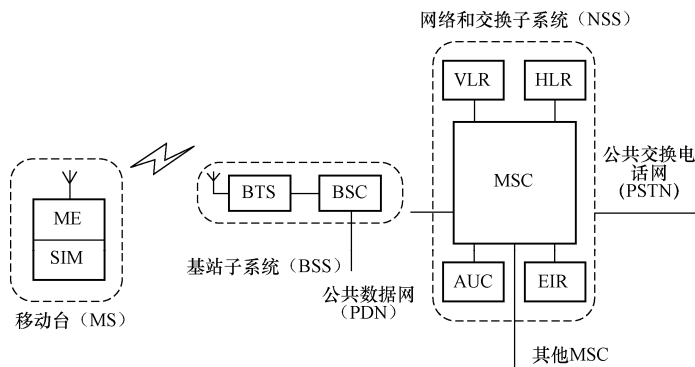 网络和交换子系统（NSS）
VLR
HLR
MSC
公共交换电
话网
(PSTN)
BTS
BSC
ME
SIM
基站子系统（BSS）
AUC
EIR
公共数据网
(PDN)
移动台（MS）
其他MSC